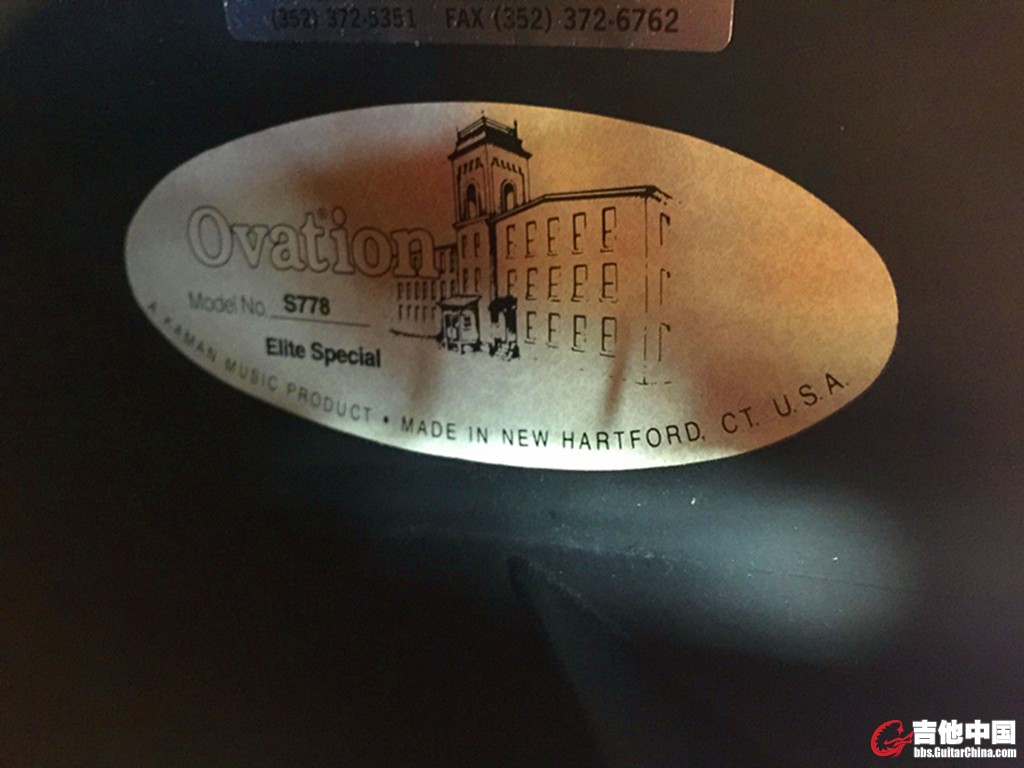 (352) 372-5351 FAX (352) 372-6762
Ovation
Model No. S778
Elite Special
A KAMAN MUSIC PRODUCT • MADE IN NEW HARTFORD, CT. U.S.A.
吉他中国
bbs.GuitarChina.com